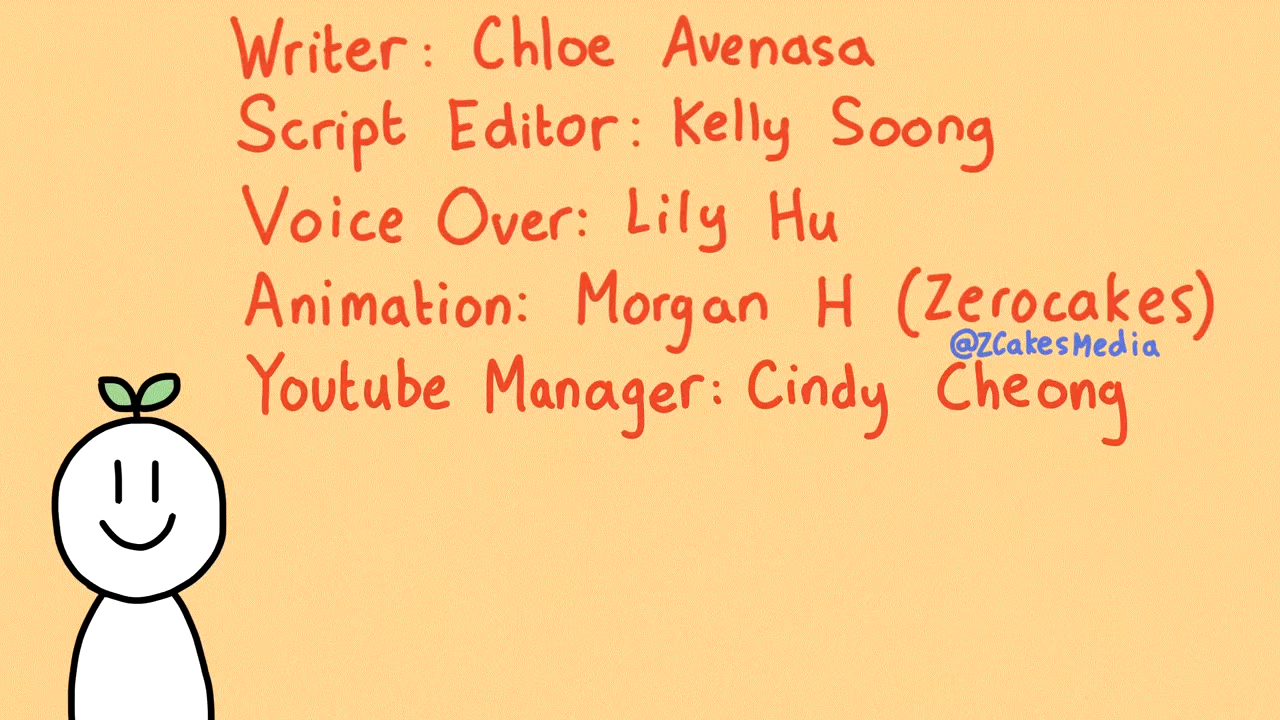 Writer: Chloe Avenasa
Script Editor: Kelly Soong
Voice Over: Lily Hu
Animation: Morgan H (Zerocakes)
@ZCakesMedia
Youtube Manager: Cindy Cheong